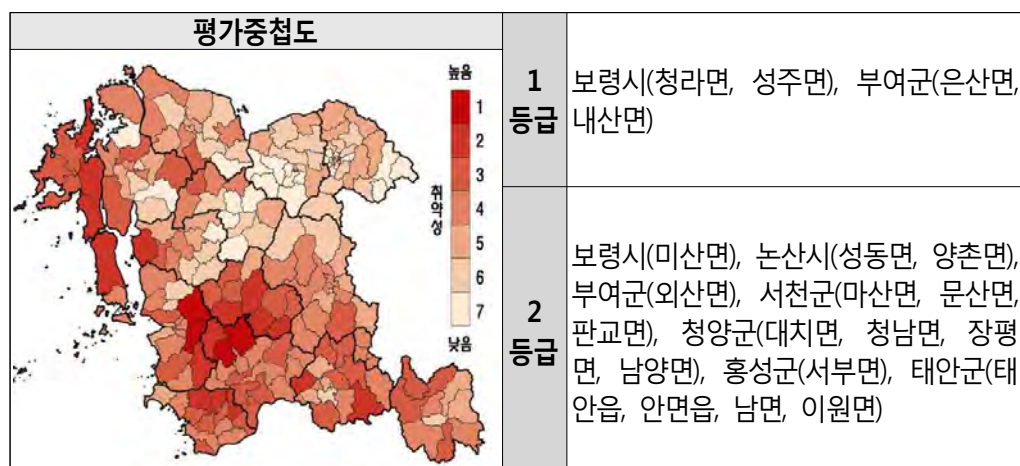 평가중첩도
높음
1
2
3
4
5
6
7
취약성
낮음
1
등급
보령시(청라면, 성주면), 부여군(은산면,
내산면)
2
등급
보령시(미산면), 논산시(성동면, 양촌면),
부여군(외산면), 서천군(마산면, 문산면,
판교면), 청양군(대치면, 청남면, 장평
면, 남양면), 홍성군(서부면), 태안군(태
안읍, 안면읍, 남면, 이원면)